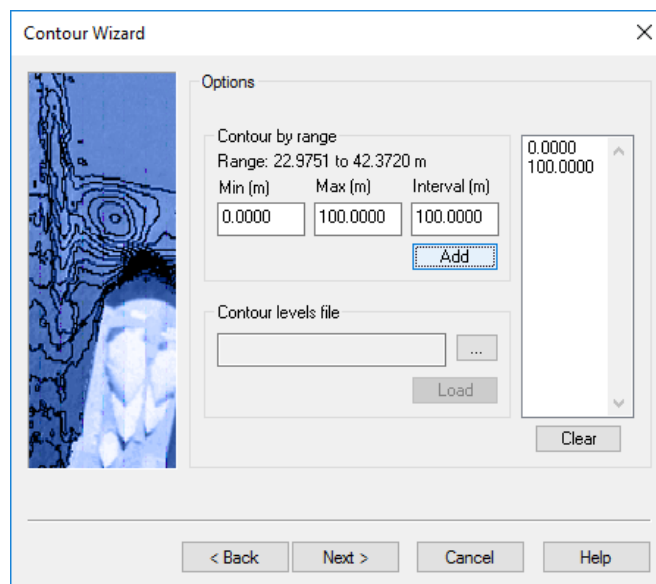 Contour Wizard
Options
Contour by range
Range: 22.9751 to 42.3720 m
Min (m) Max (m) Interval (m)
0.0000 100.0000 100.0000
Add
0.0000
100.0000
Contour levels file
...
Load
Clear
< Back Next > Cancel Help